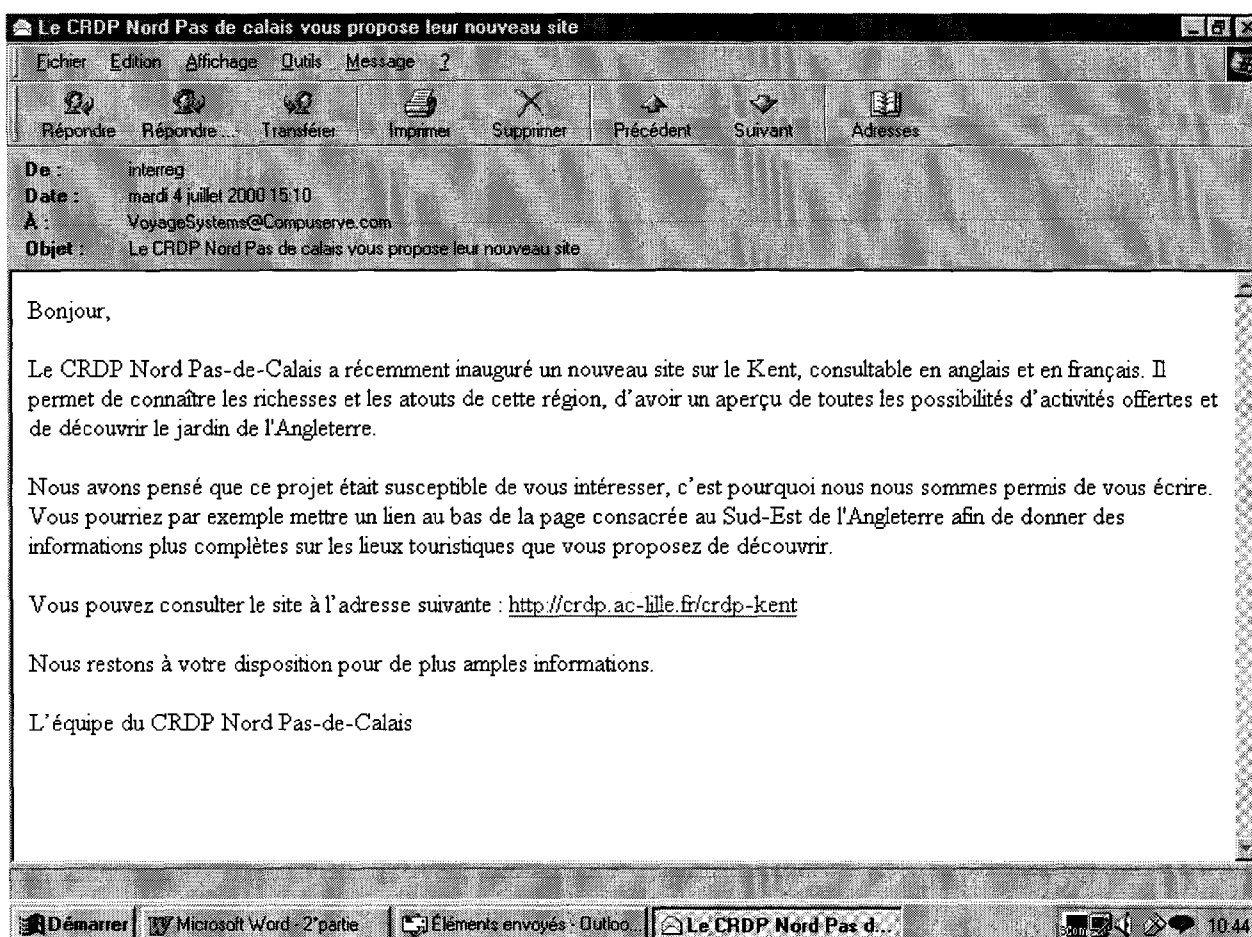 Le CRDP Nord Pas de calais vous propose leur nouveau site
Fichier Edition Affichage Outils Message ?
Répondre Répondre ... Transférer Imprimer Supprimer Précédent Suivant Adresses
De : interreg
Date : mardi 4 juillet 2000 15:10
À : VoyageSystems@Compuserve.com
Objet : Le CRDP Nord Pas de calais vous propose leur nouveau site
Bonjour,
Le CRDP Nord Pas-de-Calais a récemment inauguré un nouveau site sur le Kent, consultable en anglais et en français. Il
permet de connaître les richesses et les atouts de cette région, d'avoir un aperçu de toutes les possibilités d'activités offertes et
de découvrir le jardin de l'Angleterre.
Nous avons pensé que ce projet était susceptible de vous intéresser, c'est pourquoi nous nous sommes permis de vous écrire.
Vous pourriez par exemple mettre un lien au bas de la page consacrée au Sud-Est de l'Angleterre afin de donner des
informations plus complètes sur les lieux touristiques que vous proposez de découvrir.
Vous pouvez consulter le site à l'adresse suivante : http://crdp.ac-lille.fr/crdp-kent
Nous restons à votre disposition pour de plus amples informations.
L'équipe du CRDP Nord Pas-de-Calais
Démarrer Microsoft Word - 2°partie Éléments envoyés - Outloo... Le CRDP Nord Pas d... 10:44